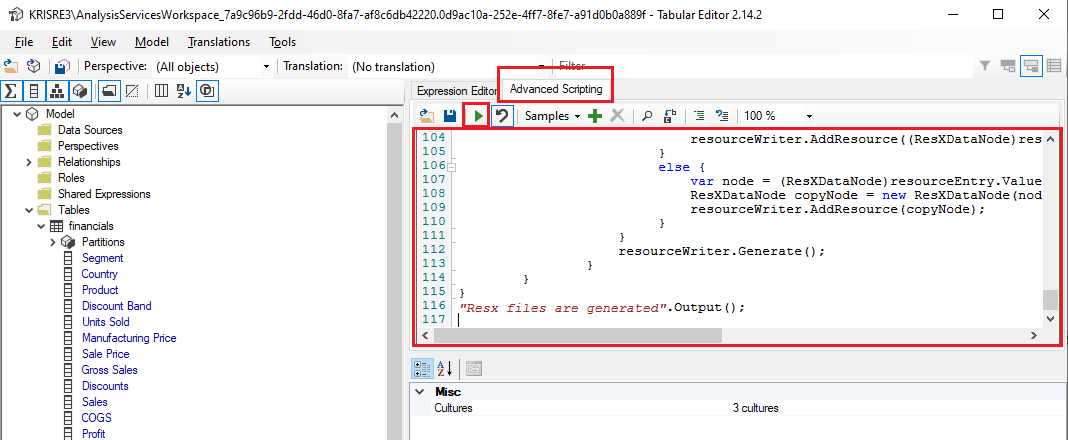 KRISRE3\AnalysisServicesWorkspace_7a9c96b9-2fdd-46d0-8fa7-af8c6db42220.0d9ac10a-252e-4ff7-8fe7-a91d0b0a889f - Tabular Editor 2.14.2
File Edit View Model Translations Tools
Perspective: (All objects) Translation: (No translation) Filter
Model
Data Sources
Perspectives
Relationships
Roles
Shared Expressions
Tables
financials
Partitions
Segment
Country
Product
Discount Band
Units Sold
Manufacturing Price
Sale Price
Gross Sales
Discounts
Sales
COGS
Profit
Expression Editor Advanced Scripting
Samples 100 %
104 resourceWriter.AddResource((ResXDataNode)res
105 }
106 else {
107 var node = (ResXDataNode)resourceEntry.Value
108 ResXDataNode copyNode = new ResXDataNode(nod
109 resourceWriter.AddResource(copyNode);
110 }
111 }
112 resourceWriter.Generate();
113 }
114 }
115 }
116 "Resx files are generated".Output();
117
Misc
Cultures 3 cultures